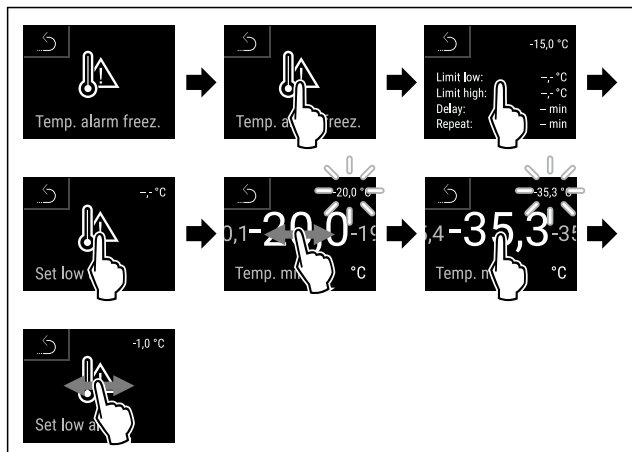 Temp. alarm freez.
Temp. a freez.
-15,0 °C
Limit low: –,- °C
Limit high: –,- °C
Delay: – min
Repeat: – min
–,- °C
Set low
-20,0 °C
0,1 -20,0 -19
Temp. m °C
-35,3 °C
5,4 -35,3 -35
Temp. m °C
-1,0 °C
Set low a